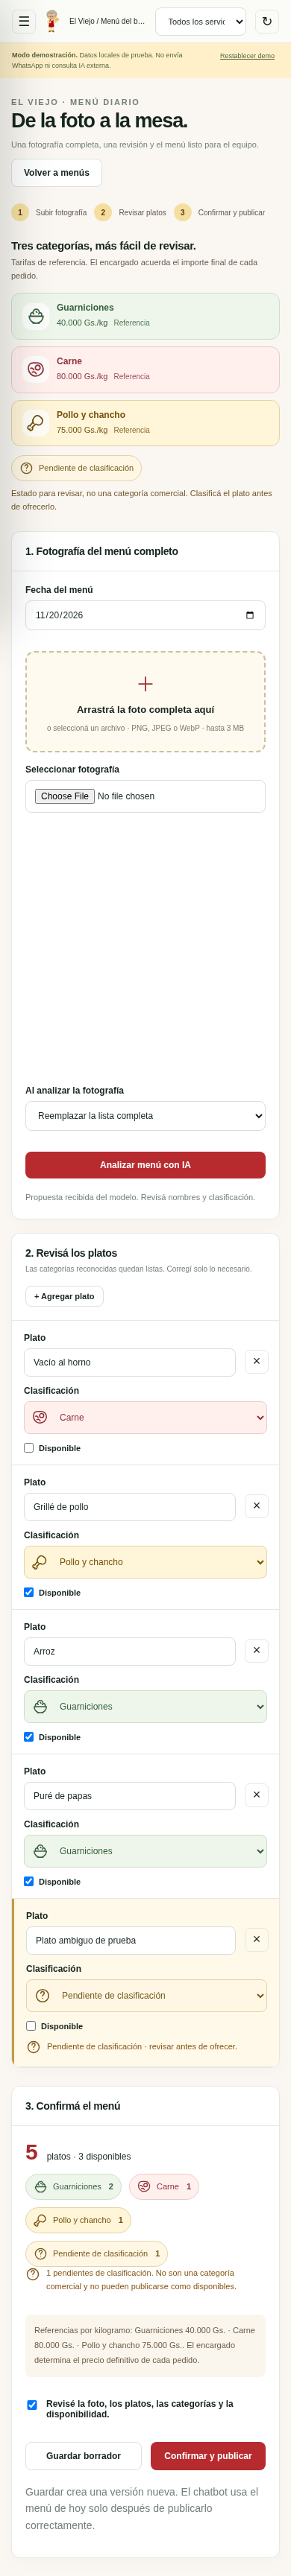 ☰ El Viejo / Menú del b... Todos los servic ↻
Modo demostración. Datos locales de prueba. No envía
WhatsApp ni consulta IA externa.
Restablecer demo
EL VIEJO · MENÚ DIARIO
De la foto a la mesa.
Una fotografía completa, una revisión y el menú listo para el equipo.
Volver a menús
1 Subir fotografía 2 Revisar platos 3 Confirmar y publicar
Tres categorías, más fácil de revisar.
Tarifas de referencia. El encargado acuerda el importe final de cada
pedido.
Guarniciones
40.000 Gs./kg Referencia
Carne
80.000 Gs./kg Referencia
Pollo y chancho
75.000 Gs./kg Referencia
Pendiente de clasificación
Estado para revisar, no una categoría comercial. Clasificá el plato antes
de ofrecerlo.
1. Fotografía del menú completo
Fecha del menú
11/20/2026
Arrastrá la foto completa aquí
o seleccioná un archivo · PNG, JPEG o WebP · hasta 3 MB
Seleccionar fotografía
Choose File No file chosen
Al analizar la fotografía
Reemplazar la lista completa
Analizar menú con IA
Propuesta recibida del modelo. Revisá nombres y clasificación.
2. Revisá los platos
Las categorías reconocidas quedan listas. Corregí solo lo necesario.
+ Agregar plato
Plato
Vacío al horno ×
Clasificación
Carne
Disponible
Plato
Grillé de pollo ×
Clasificación
Pollo y chancho
Disponible
Plato
Arroz ×
Clasificación
Guarniciones
Disponible
Plato
Puré de papas ×
Clasificación
Guarniciones
Disponible
Plato
Plato ambiguo de prueba ×
Clasificación
Pendiente de clasificación
Disponible
Pendiente de clasificación · revisar antes de ofrecer.
3. Confirmá el menú
5 platos · 3 disponibles
Guarniciones 2 Carne 1
Pollo y chancho 1
Pendiente de clasificación 1
1 pendientes de clasificación. No son una categoría
comercial y no pueden publicarse como disponibles.
Referencias por kilogramo: Guarniciones 40.000 Gs. · Carne
80.000 Gs. · Pollo y chancho 75.000 Gs.. El encargado
determina el precio definitivo de cada pedido.
Revisé la foto, los platos, las categorías y la
disponibilidad.
Guardar borrador Confirmar y publicar
Guardar crea una versión nueva. El chatbot usa el
menú de hoy solo después de publicarlo
correctamente.